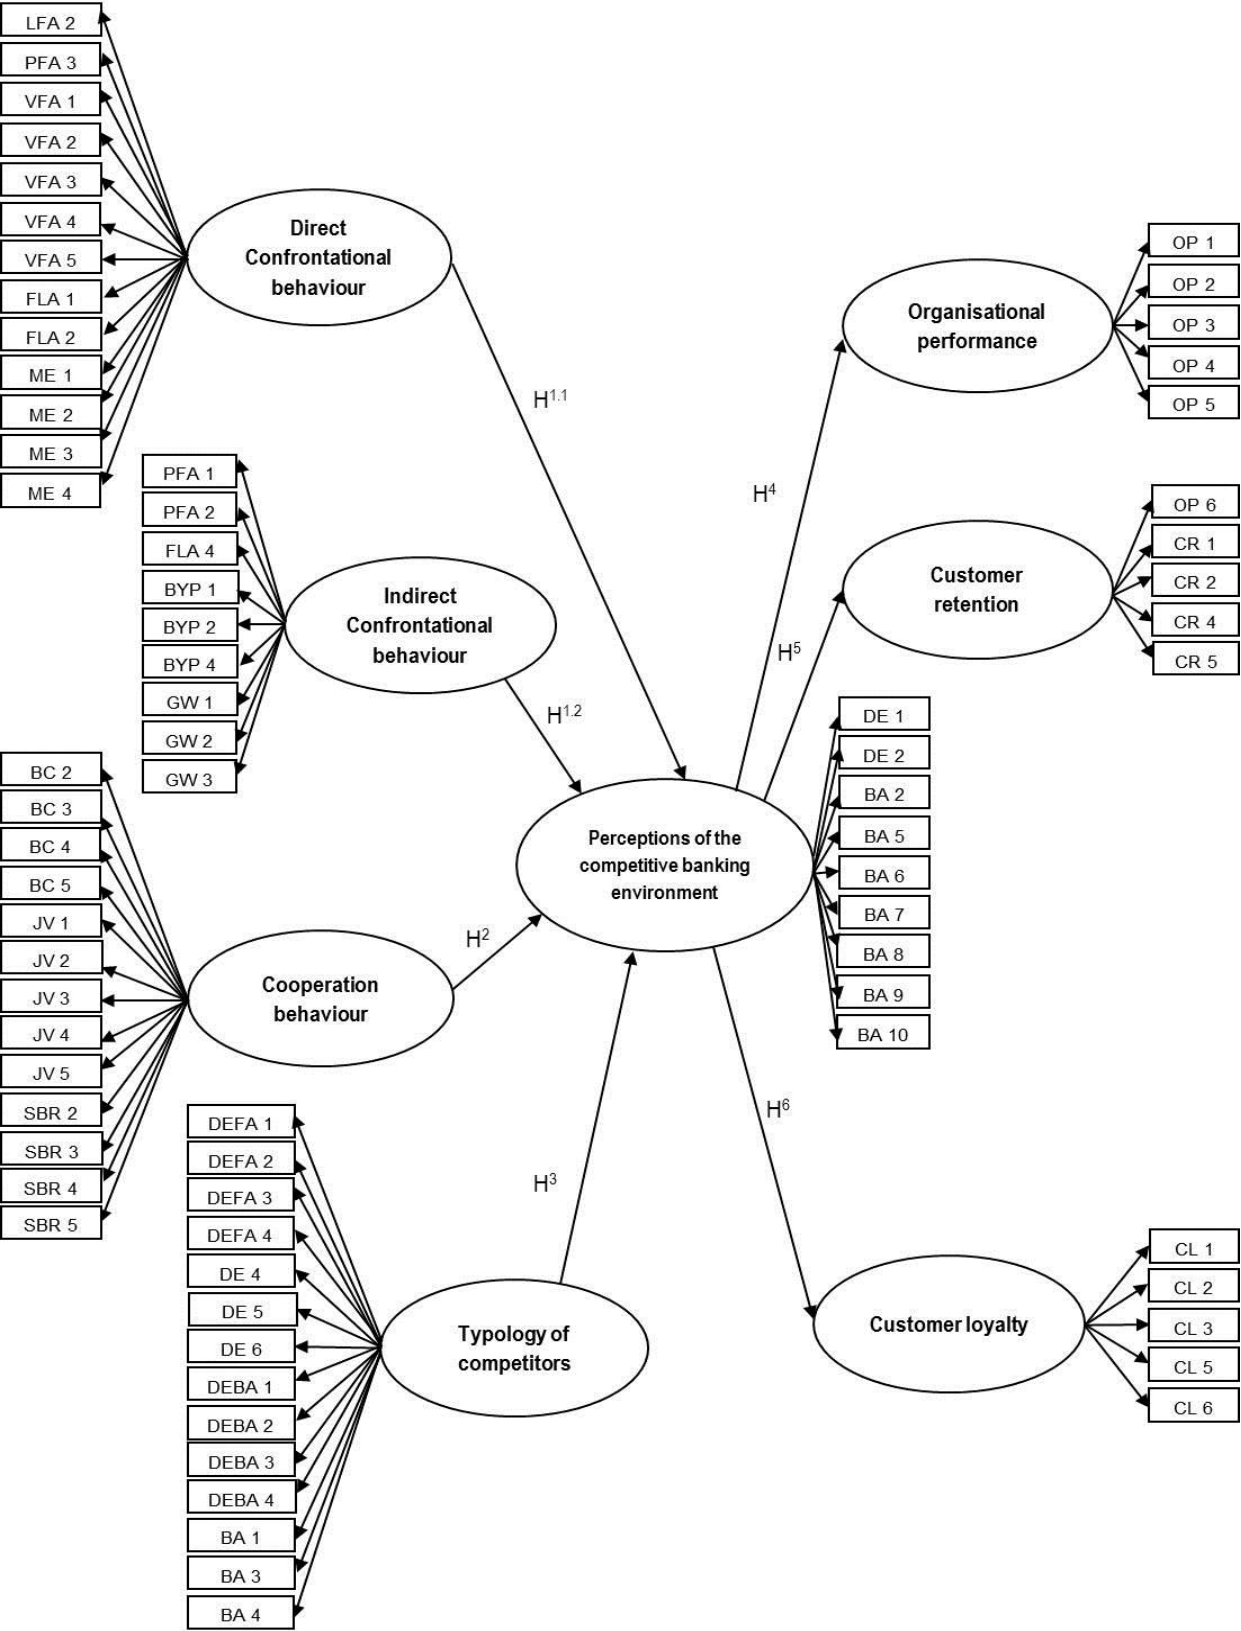 LFA 2
PFA 3
VFA 1
VFA 2
VFA 3
VFA 4
VFA 5
FLA 1
FLA 2
ME 1
ME 2
ME 3
ME 4
Direct
Confrontational
behaviour
H1.1
PFA 1
PFA 2
FLA 4
BYP 1
BYP 2
BYP 4
GW 1
GW 2
GW 3
Indirect
Confrontational
behaviour
H1.2
BC 2
BC 3
BC 4
BC 5
JV 1
JV 2
JV 3
JV 4
JV 5
SBR 2
SBR 3
SBR 4
SBR 5
Cooperation
behaviour
H2
DEFA 1
DEFA 2
DEFA 3
DEFA 4
DE 4
DE 5
DE 6
DEBA 1
DEBA 2
DEBA 3
DEBA 4
BA 1
BA 3
BA 4
Typology of
competitors
H3
Perceptions of the
competitive banking
environment
DE 1
DE 2
BA 2
BA 5
BA 6
BA 7
BA 8
BA 9
BA 10
H4
Organisational
performance
OP 1
OP 2
OP 3
OP 4
OP 5
H5
Customer
retention
OP 6
CR 1
CR 2
CR 4
CR 5
H6
Customer loyalty
CL 1
CL 2
CL 3
CL 5
CL 6